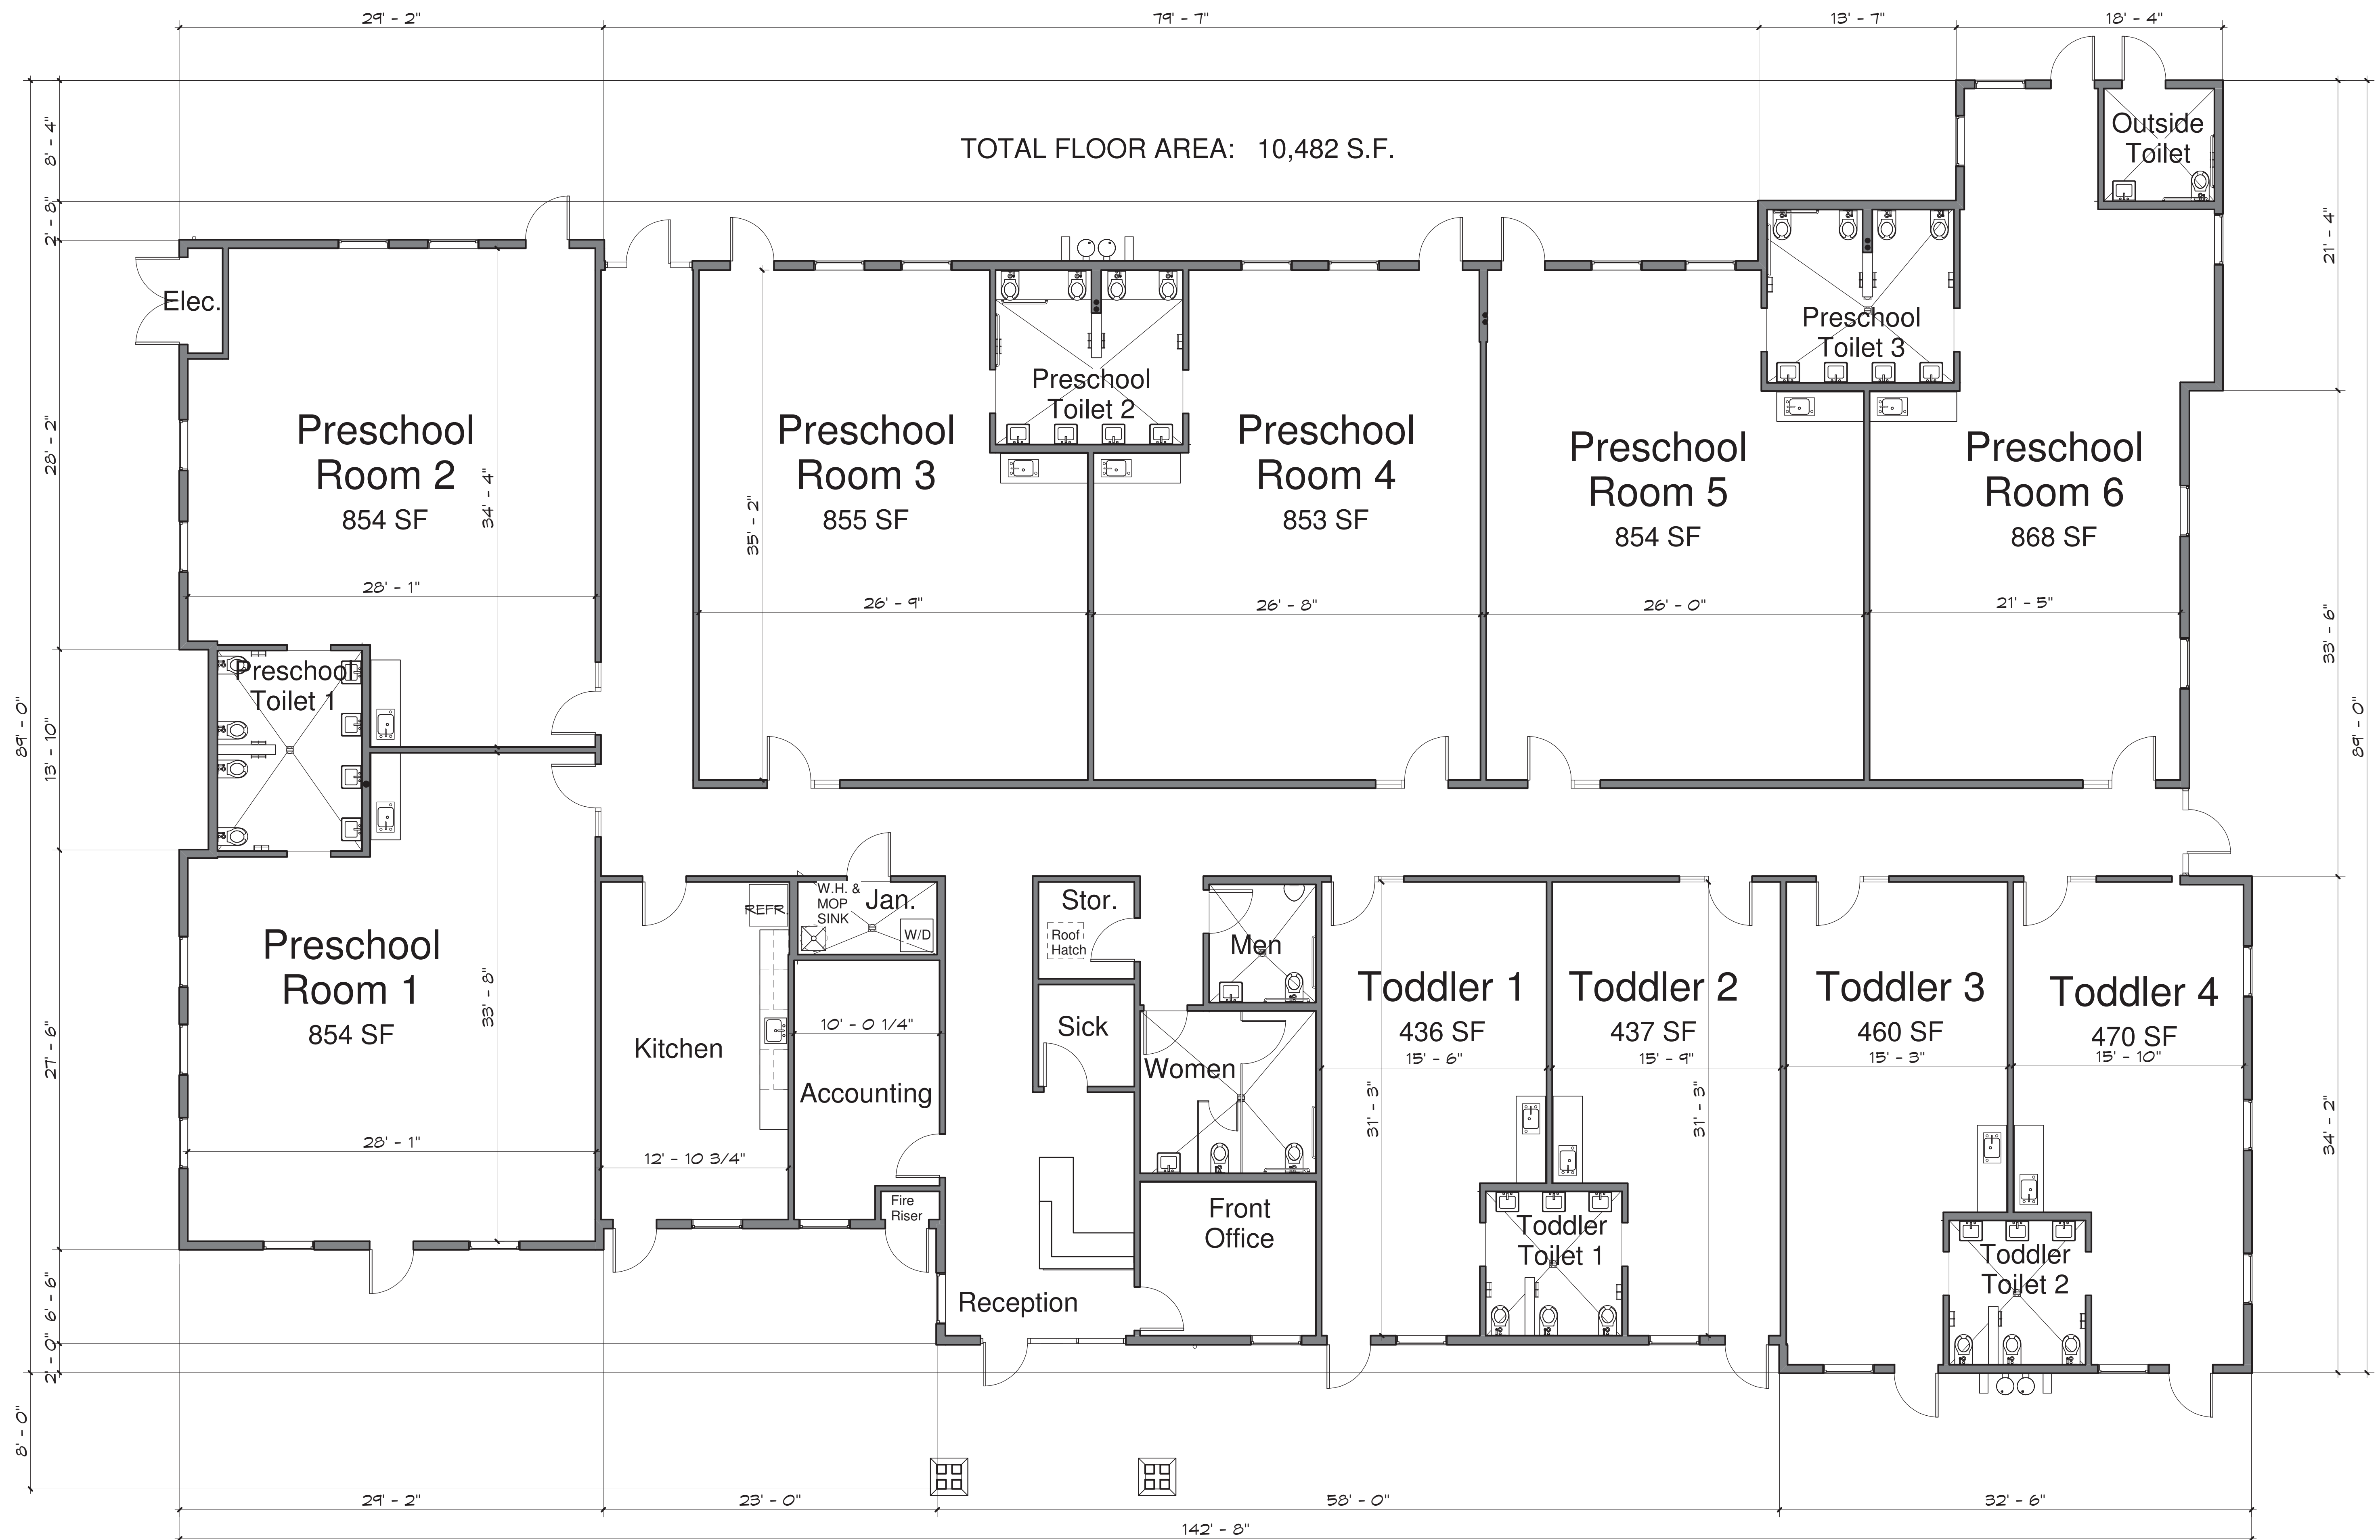 29' - 2"
79' - 7"
13' - 7"
18' - 4"
TOTAL FLOOR AREA: 10,482 S.F.
Outside
Toilet
8' - 4"
2' - 8"
28' - 2"
13' - 10"
89' - 0"
27' - 6"
6' - 6"
2' - 0"
8' - 0"
21' - 4"
33' - 6"
89' - 0"
34' - 2"
Elec.
Preschool
Room 2
854 SF
34' - 4"
28' - 1"
Preschool
Room 3
855 SF
35' - 2"
26' - 9"
Preschool
Toilet 2
Preschool
Room 4
853 SF
26' - 8"
Preschool
Room 5
854 SF
26' - 0"
Preschool
Toilet 3
Preschool
Room 6
868 SF
21' - 5"
Preschool
Toilet 1
Preschool
Room 1
854 SF
33' - 8"
28' - 1"
REFR.
Kitchen
12' - 10 3/4"
W.H. &
MOP
SINK
Jan.
W/D
10' - 0 1/4"
Accounting
Fire
Riser
Stor.
Roof
Hatch
Sick
Men
Women
Front
Office
Reception
Toddler 1
436 SF
15' - 6"
31' - 3"
Toddler 2
437 SF
15' - 9"
31' - 3"
Toddler
Toilet 1
Toddler 3
460 SF
15' - 3"
Toddler 4
470 SF
15' - 10"
Toddler
Toilet 2
29' - 2"
23' - 0"
58' - 0"
32' - 6"
142' - 8"